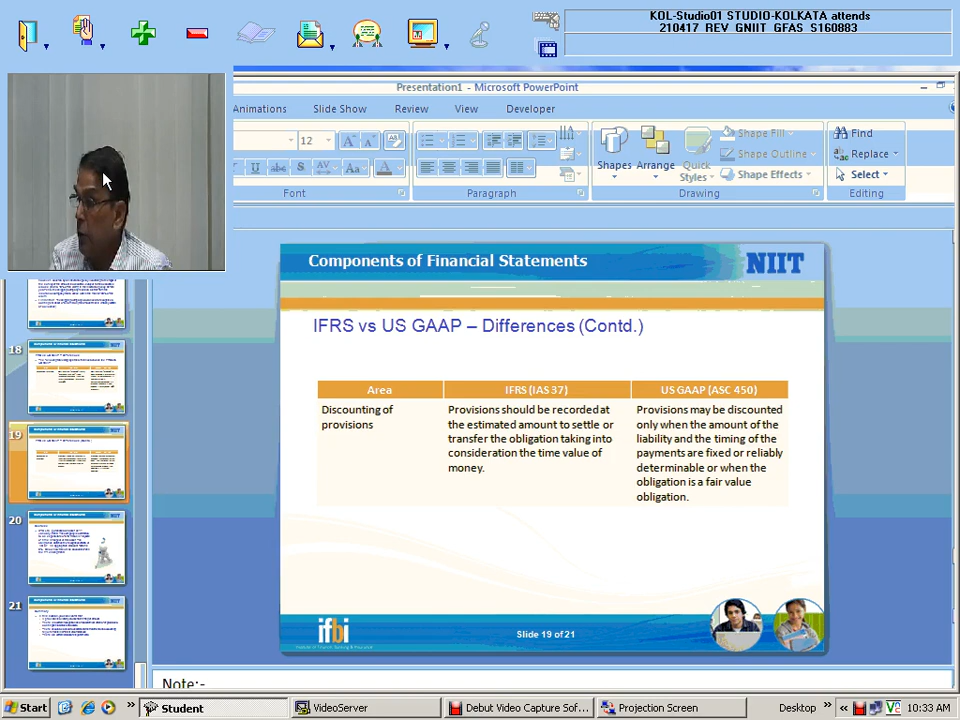 KOL-Studio01 STUDIO-KOLKATA attends
210417_REV_GNIIT_GFAS_S160883
Presentation1 - Microsoft PowerPoint
Animations Slide Show Review View Developer
12
Font
Paragraph
Shapes Arrange Quick Styles
Shape Fill
Shape Outline
Shape Effects
Drawing
Find
Replace
Select
Editing
18
19
20
21
Components of Financial Statements
NIIT
IFRS vs US GAAP – Differences (Contd.)
Area IFRS (IAS 37) US GAAP (ASC 450)
Discounting of
provisions
Provisions should be recorded at
the estimated amount to settle or
transfer the obligation taking into
consideration the time value of
money.
Provisions may be discounted
only when the amount of the
liability and the timing of the
payments are fixed or reliably
determinable or when the
obligation is a fair value
obligation.
ifbi
Institute of Finance, Banking & Insurance
Slide 19 of 21
Note:-
Start Student VideoServer Debut Video Capture Sof... Projection Screen Desktop 10:33 AM